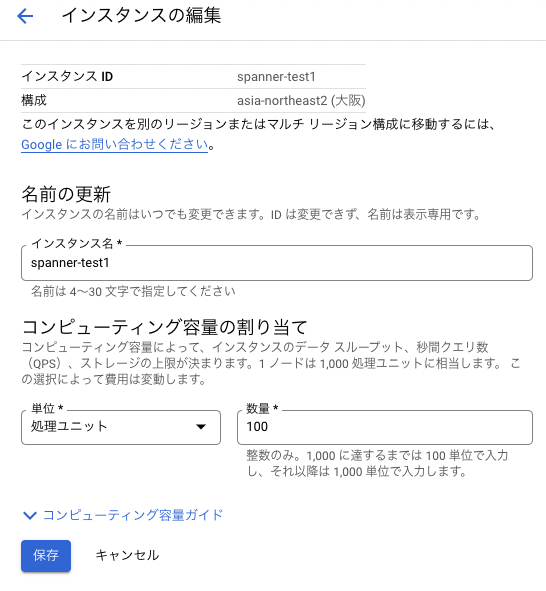 インスタンスの編集
インスタンス ID spanner-test1
構成 asia-northeast2 (大阪)
このインスタンスを別のリージョンまたはマルチ リージョン構成に移動するには、
Google にお問い合わせください。
名前の更新
インスタンスの名前はいつでも変更できます。ID は変更できず、名前は表示専用です。
インスタンス名 *
spanner-test1
名前は 4～30 文字で指定してください
コンピューティング容量の割り当て
コンピューティング容量によって、インスタンスのデータ スループット、秒間クエリ数
（QPS）、ストレージの上限が決まります。1 ノードは 1,000 処理ユニットに相当します。 こ
の選択によって費用は変動します。
単位 * 数量 *
処理ユニット 100
整数のみ。1,000 に達するまでは 100 単位で入力
し、それ以降は 1,000 単位で入力します。
コンピューティング容量ガイド
保存 キャンセル